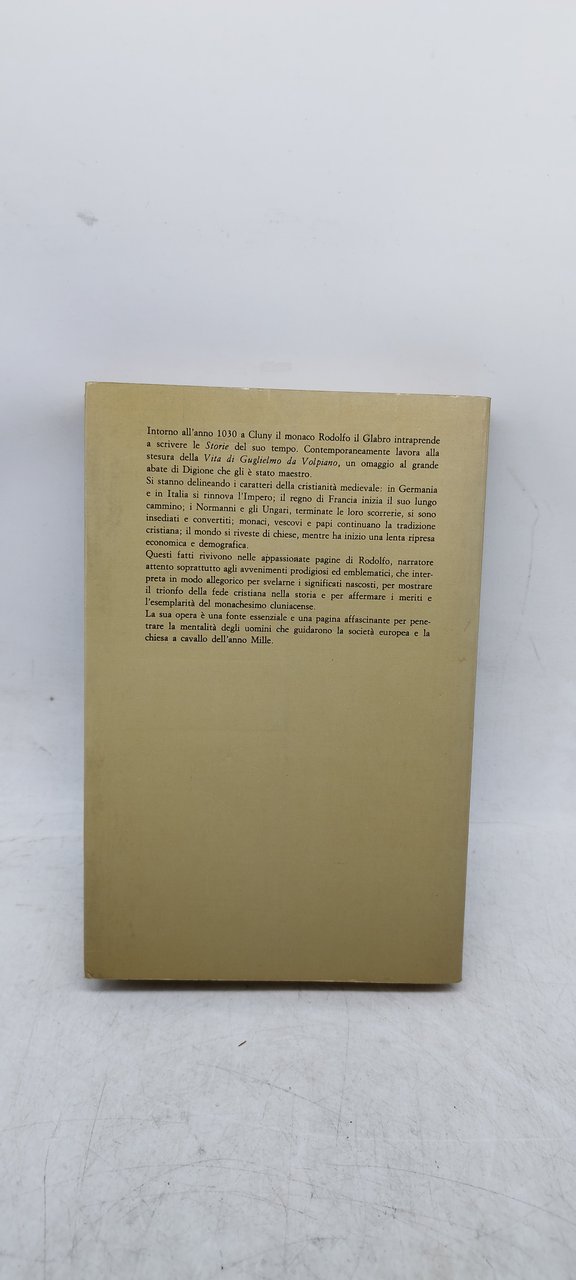 Intorno all'anno 1030 a Cluny il monaco Rodolfo il Glabro intraprende
a scrivere le Storie del suo tempo. Contemporaneamente lavora alla
stesura della Vita di Guglielmo da Volpiano, un omaggio al grande
abate di Digione che gli è stato maestro.
Si stanno delineando i caratteri della cristianità medievale: in Germania
e in Italia si rinnova l'Impero; il regno di Francia inizia il suo lungo
cammino; i Normanni e gli Ungari, terminate le loro scorrerie, si sono
insediati e convertiti; monaci, vescovi e papi continuano la tradizione
cristiana; il mondo si riveste di chiese, mentre ha inizio una lenta ripresa
economica e demografica.
Questi fatti rivivono nelle appassionate pagine di Rodolfo, narratore
attento soprattutto agli avvenimenti prodigiosi ed emblematici, che inter-
preta in modo allegorico per svelarne i significati nascosti, per mostrare
il trionfo della fede cristiana nella storia e per affermare i meriti e
l'esemplarità del monachesimo cluniacense.
La sua opera è una fonte essenziale e una pagina affascinante per pene-
trare la mentalità degli uomini che guidarono la società europea e la
chiesa a cavallo dell'anno Mille.